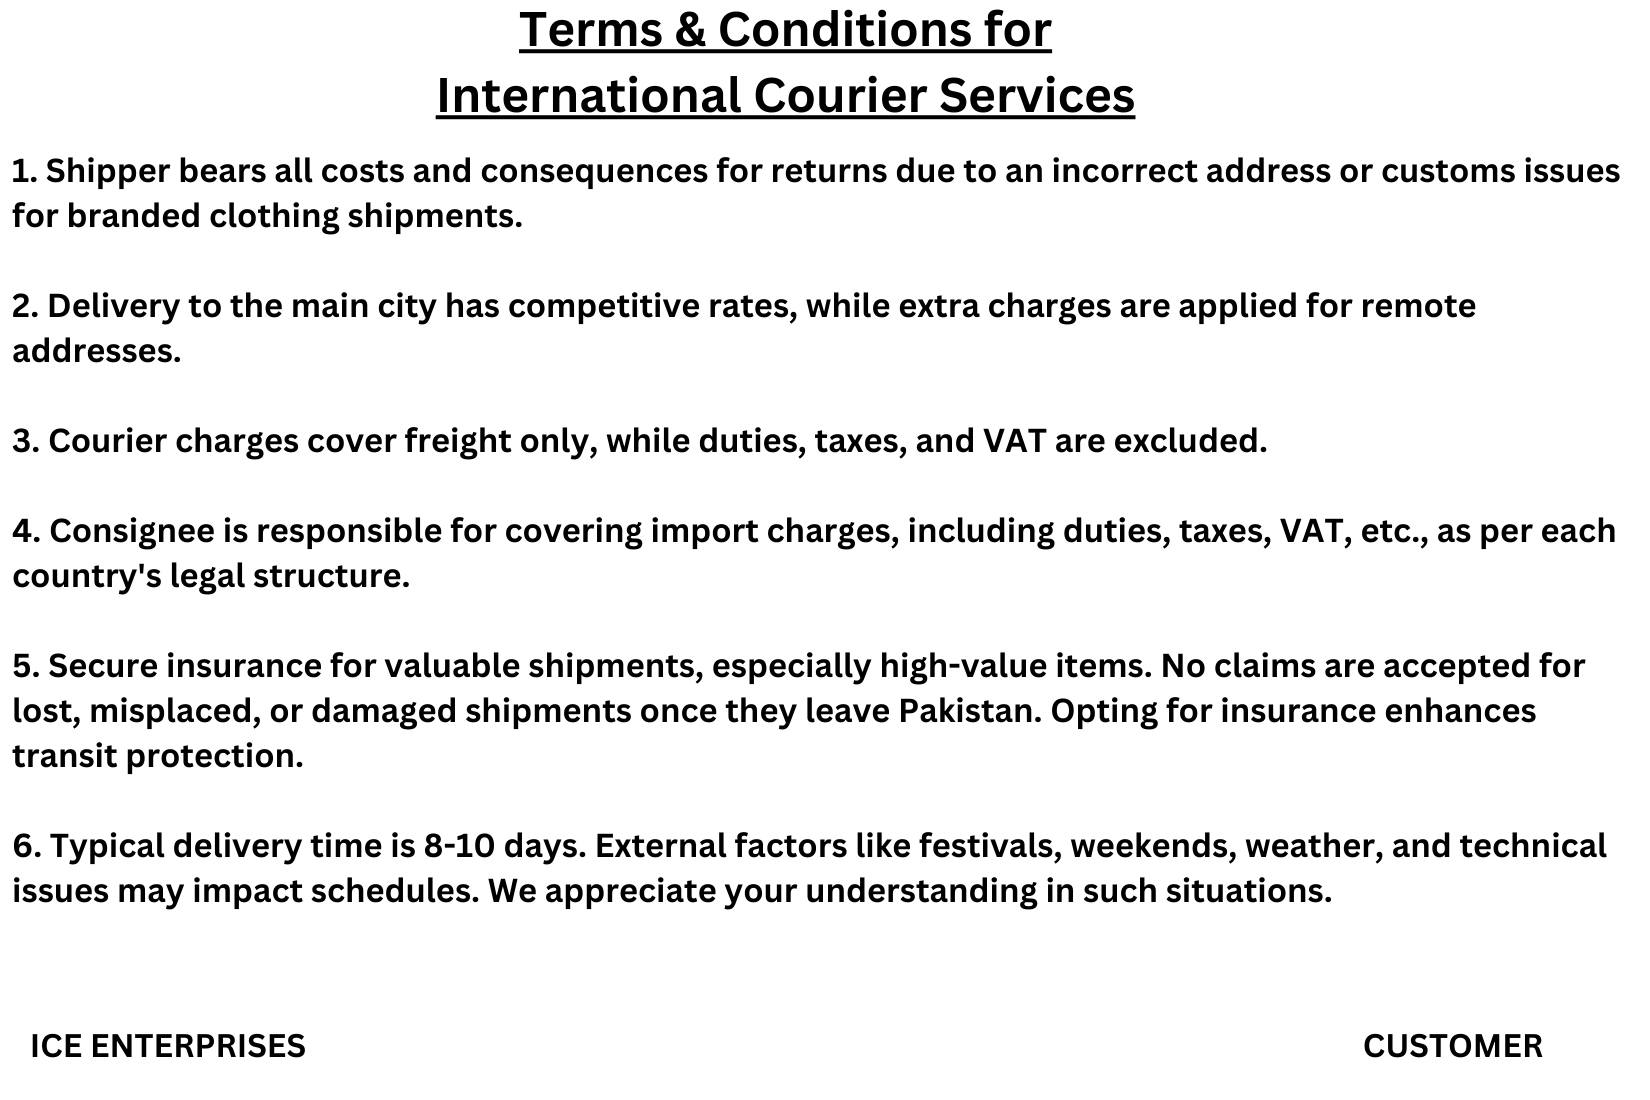 Terms & Conditions for
International Courier Services
1. Shipper bears all costs and consequences for returns due to an incorrect address or customs issues
for branded clothing shipments.
2. Delivery to the main city has competitive rates, while extra charges are applied for remote
addresses.
3. Courier charges cover freight only, while duties, taxes, and VAT are excluded.
4. Consignee is responsible for covering import charges, including duties, taxes, VAT, etc., as per each
country's legal structure.
5. Secure insurance for valuable shipments, especially high-value items. No claims are accepted for
lost, misplaced, or damaged shipments once they leave Pakistan. Opting for insurance enhances
transit protection.
6. Typical delivery time is 8-10 days. External factors like festivals, weekends, weather, and technical
issues may impact schedules. We appreciate your understanding in such situations.
ICE ENTERPRISES
CUSTOMER